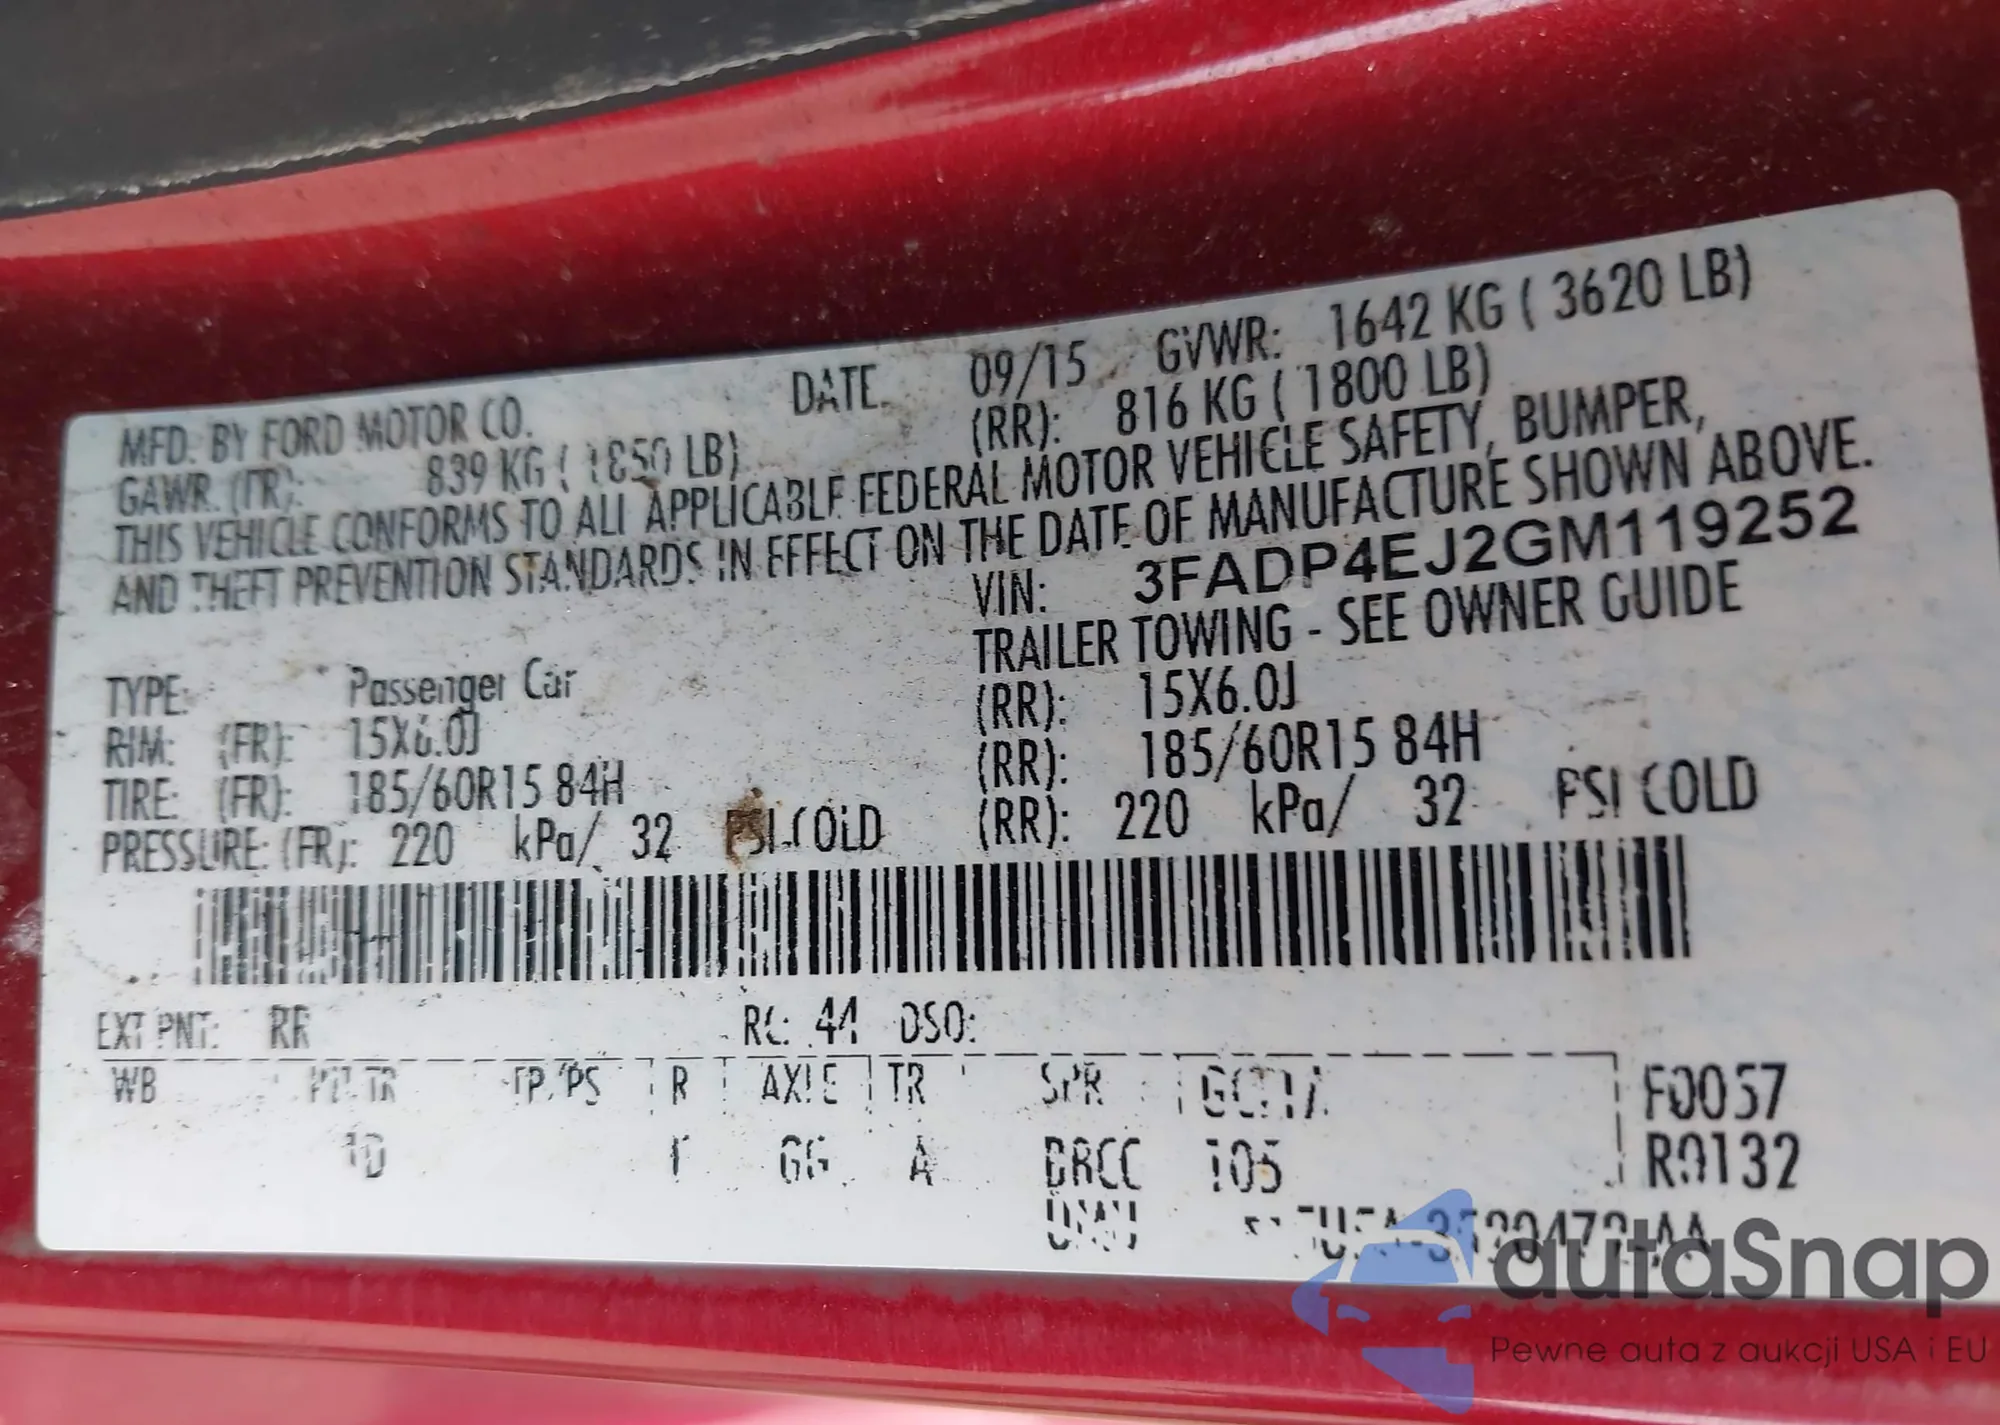 MFD. BY FORD MOTOR CO. DATE: 09/15 GVWR: 1642 KG ( 3620 LB)
GAWR (FR): 839 KG ( 1850 LB) (RR): 816 KG ( 1800 LB)
THIS VEHICLE CONFORMS TO ALL APPLICABLE FEDERAL MOTOR VEHICLE SAFETY, BUMPER,
AND THEFT PREVENTION STANDARDS IN EFFECT ON THE DATE OF MANUFACTURE SHOWN ABOVE.
VIN: 3FADP4EJ2GM119252
TRAILER TOWING - SEE OWNER GUIDE
TYPE: Passenger Car
RIM: (FR): 15X6.0J (RR): 15X6.0J
TIRE: (FR): 185/60R15 84H (RR): 185/60R15 84H
PRESSURE: (FR): 220 kPa/ 32 PSI COLD (RR): 220 kPa/ 32 PSI COLD
EXT PNT: RR RC: 44 DSO:
WB TP/PS R AXLE TR SPR F0057
GG A 105 R0132
autaSnap
Pewne auta z aukcji USA i EU